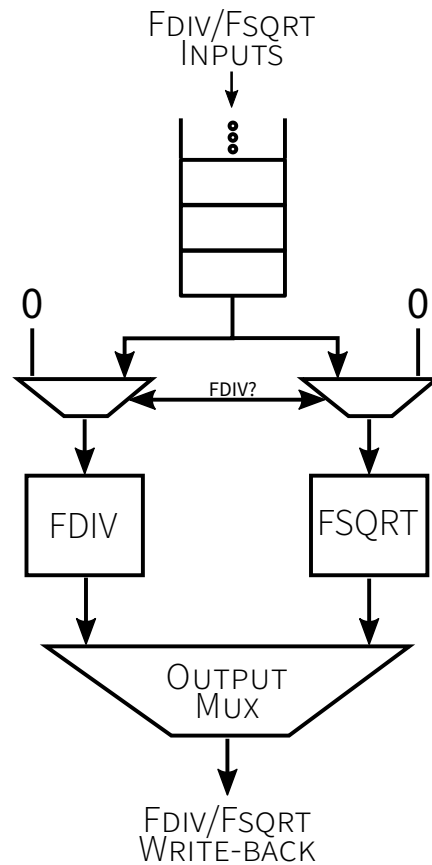 FDIV/FSQRT
INPUTS
0
0
FDIV?
FDIV
FSQRT
OUTPUT
MUX
FDIV/FSQRT
WRITE-BACK